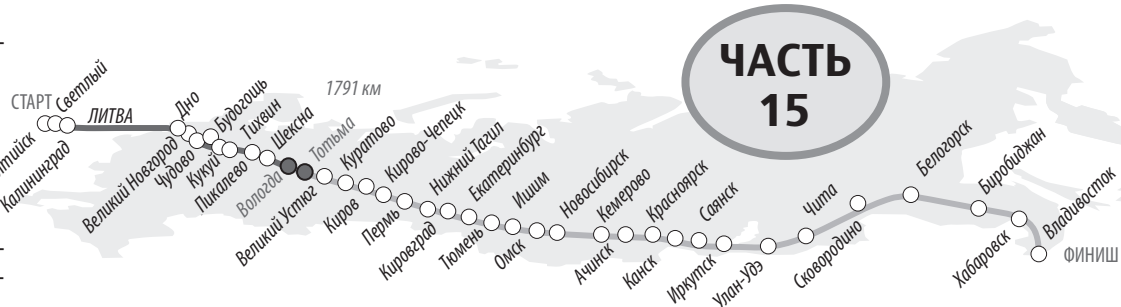 ЧАСТЬ
15
1791 км
СТАРТ
тийск
Светлый
Калининград
ЛИТВА
Дно
Великий Новгород
Чудово
Будогощь
Кукуй
Тихвин
Пикалево
Шексна
Вологда
Тотьма
Великий Устюг
Куратово
Киров
Кирово-Чепецк
Пермь
Нижний Тагил
Кировград
Екатеринбург
Тюмень
Ишим
Омск
Новосибирск
Ачинск
Кемерово
Канск
Красноярск
Иркутск
Саянск
Улан-Удэ
Чита
Сковородино
Белогорск
Биробиджан
Хабаровск
Владивосток
ФИНИШ